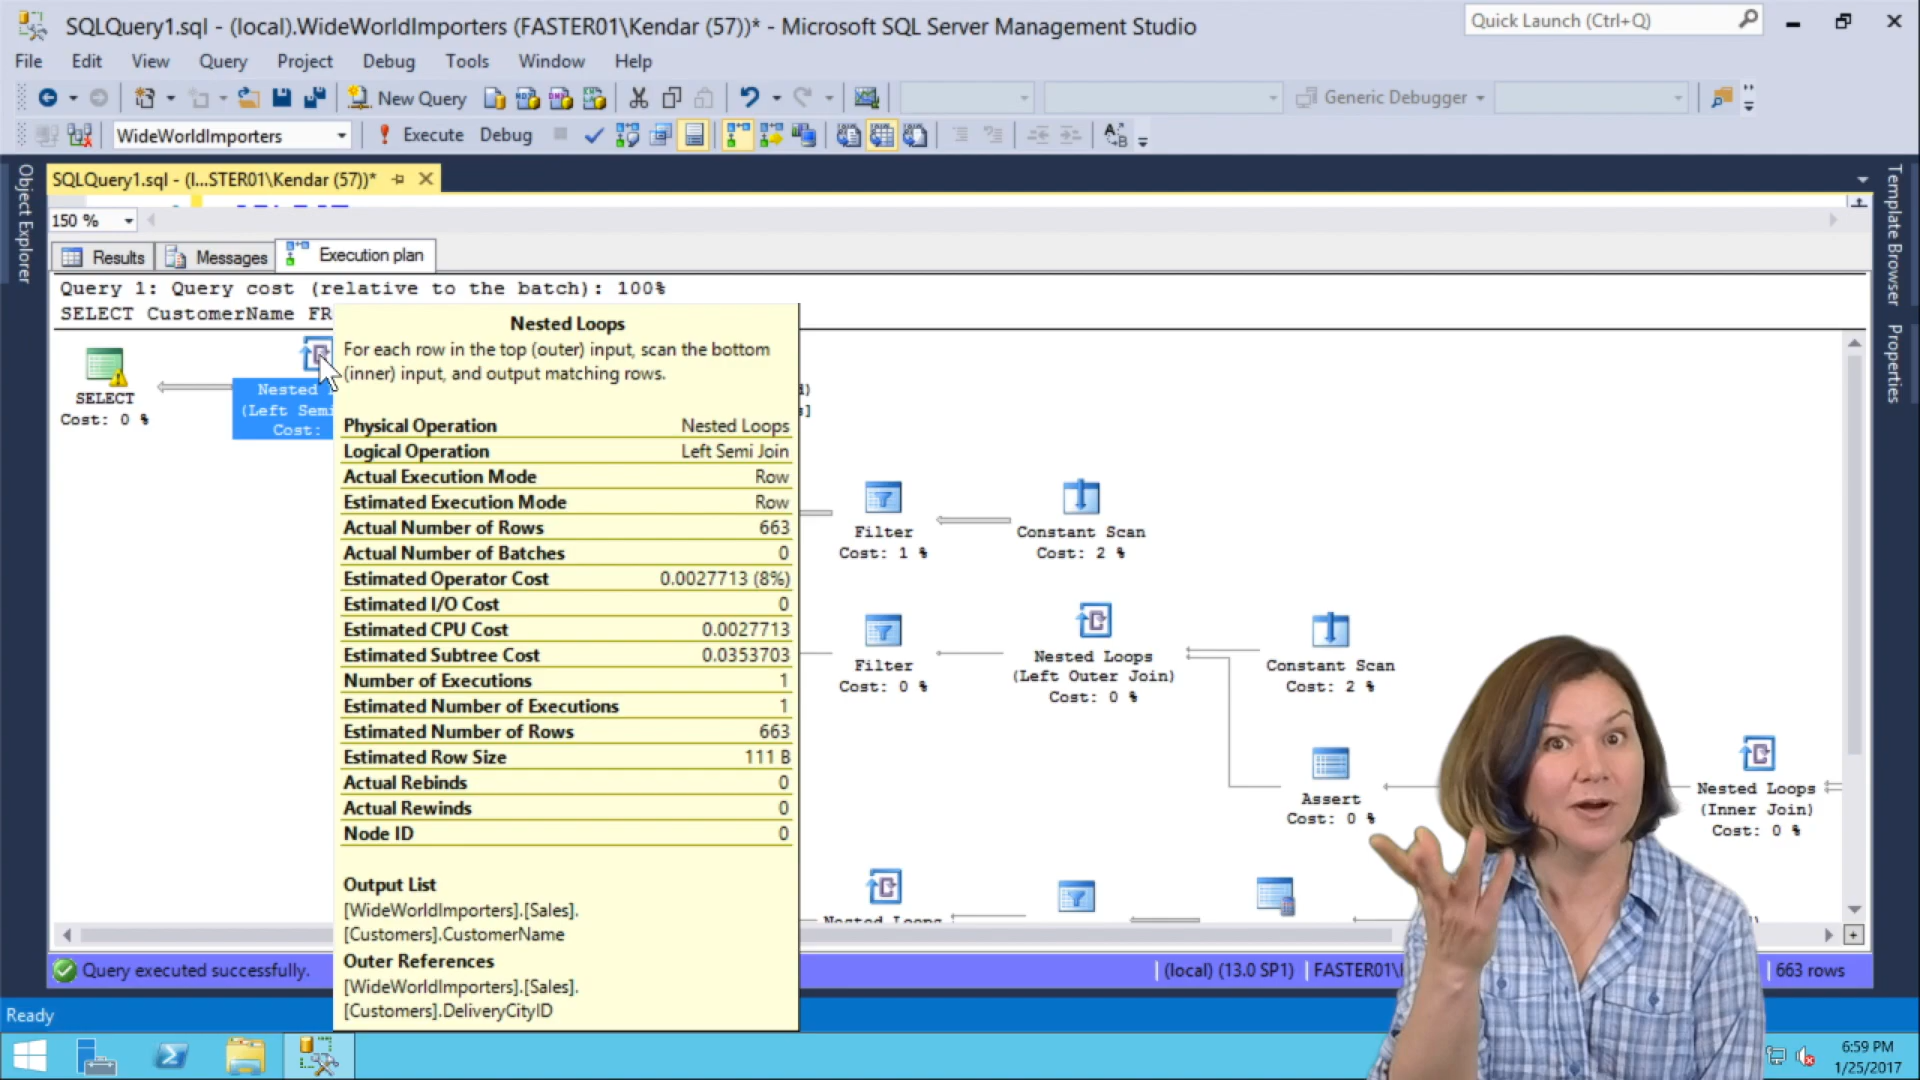 SQLQuery1.sql - (local).WideWorldImporters (FASTER01\Kendar (57))* - Microsoft SQL Server Management Studio
Quick Launch (Ctrl+Q)
File Edit View Query Project Debug Tools Window Help
New Query
Generic Debugger
WideWorldImporters
Execute Debug
Object Explorer
SQLQuery1.sql - (l...STER01\Kendar (57))*
Template Browser
Properties
150 %
Results Messages Execution plan
Query 1: Query cost (relative to the batch): 100%
SELECT CustomerName FR
SELECT
Cost: 0 %
Nested
(Left Semi
Cost:
Nested Loops
For each row in the top (outer) input, scan the bottom
(inner) input, and output matching rows.
Physical Operation Nested Loops
Logical Operation Left Semi Join
Actual Execution Mode Row
Estimated Execution Mode Row
Actual Number of Rows 663
Actual Number of Batches 0
Estimated Operator Cost 0.0027713 (8%)
Estimated I/O Cost 0
Estimated CPU Cost 0.0027713
Estimated Subtree Cost 0.0353703
Number of Executions 1
Estimated Number of Executions 1
Estimated Number of Rows 663
Estimated Row Size 111 B
Actual Rebinds 0
Actual Rewinds 0
Node ID 0
Output List
[WideWorldImporters].[Sales].
[Customers].CustomerName
Outer References
[WideWorldImporters].[Sales].
[Customers].DeliveryCityID
Filter
Cost: 1 %
Constant Scan
Cost: 2 %
Filter
Cost: 0 %
Nested Loops
(Left Outer Join)
Cost: 0 %
Constant Scan
Cost: 2 %
Assert
Cost: 0 %
Nested Loops
(Inner Join)
Cost: 0 %
Nested Loops
Query executed successfully.
(local) (13.0 SP1)
FASTER01\
663 rows
Ready
6:59 PM
1/25/2017